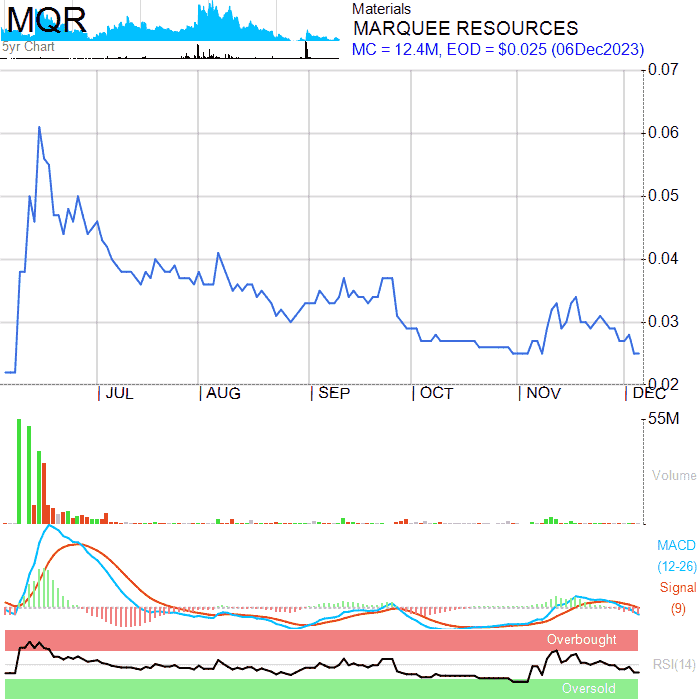 MQR
5yr Chart
Materials
MARQUEE RESOURCES
MC = 12.4M, EOD = $0.025 (06Dec2023)
0.07
0.06
0.05
0.04
0.03
0.02
JUL AUG SEP OCT NOV DEC
55M
Volume
MACD
(12-26)
Signal
(9)
Overbought
RSI(14)
Oversold